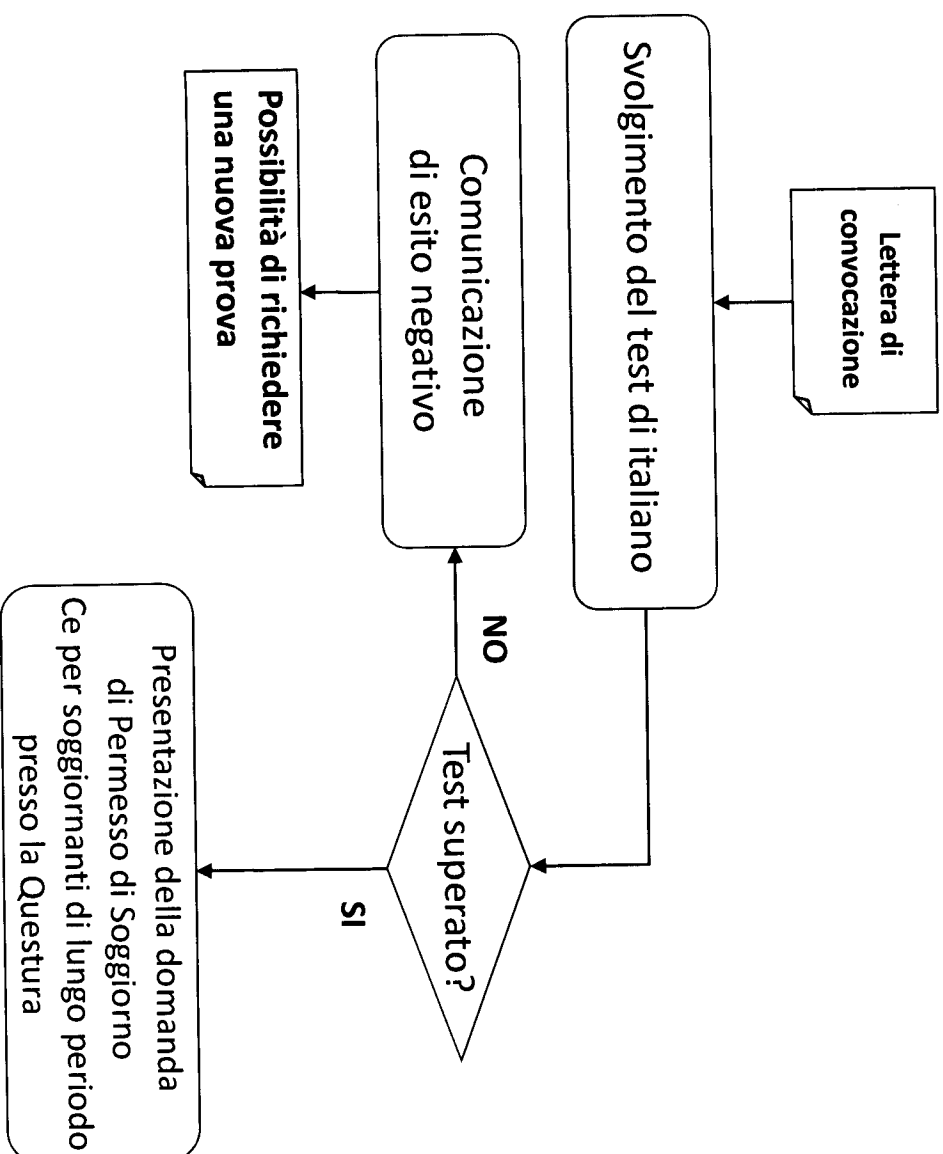 Lettera di
convocazione
Svolgimento del test di italiano
Test superato?
NO
SI
Comunicazione
di esito negativo
Possibilità di richiedere
una nuova prova
Presentazione della domanda
di Permesso di Soggiorno
Ce per soggiornanti di lungo periodo
presso la Questura